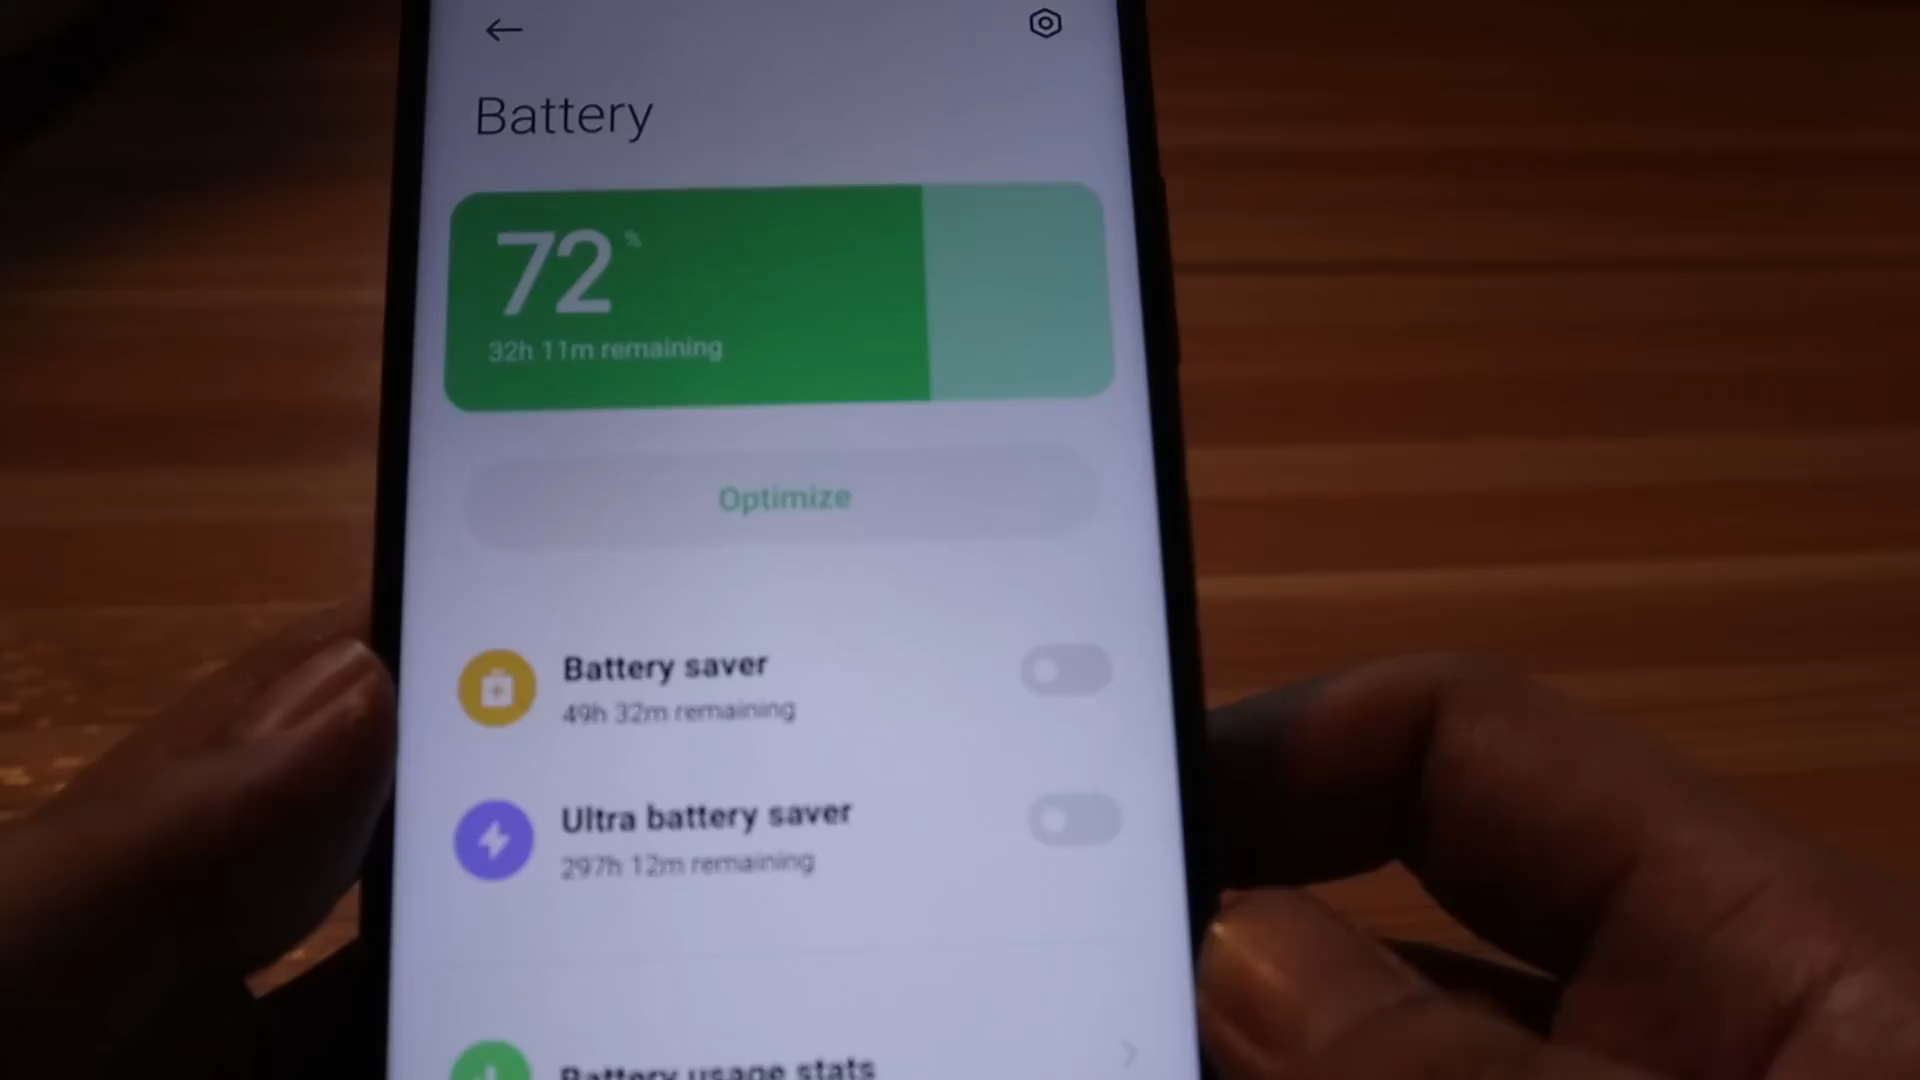 Battery
72 %
32h 11m remaining
Optimize
Battery saver
49h 32m remaining
Ultra battery saver
297h 12m remaining
Battery usage stats